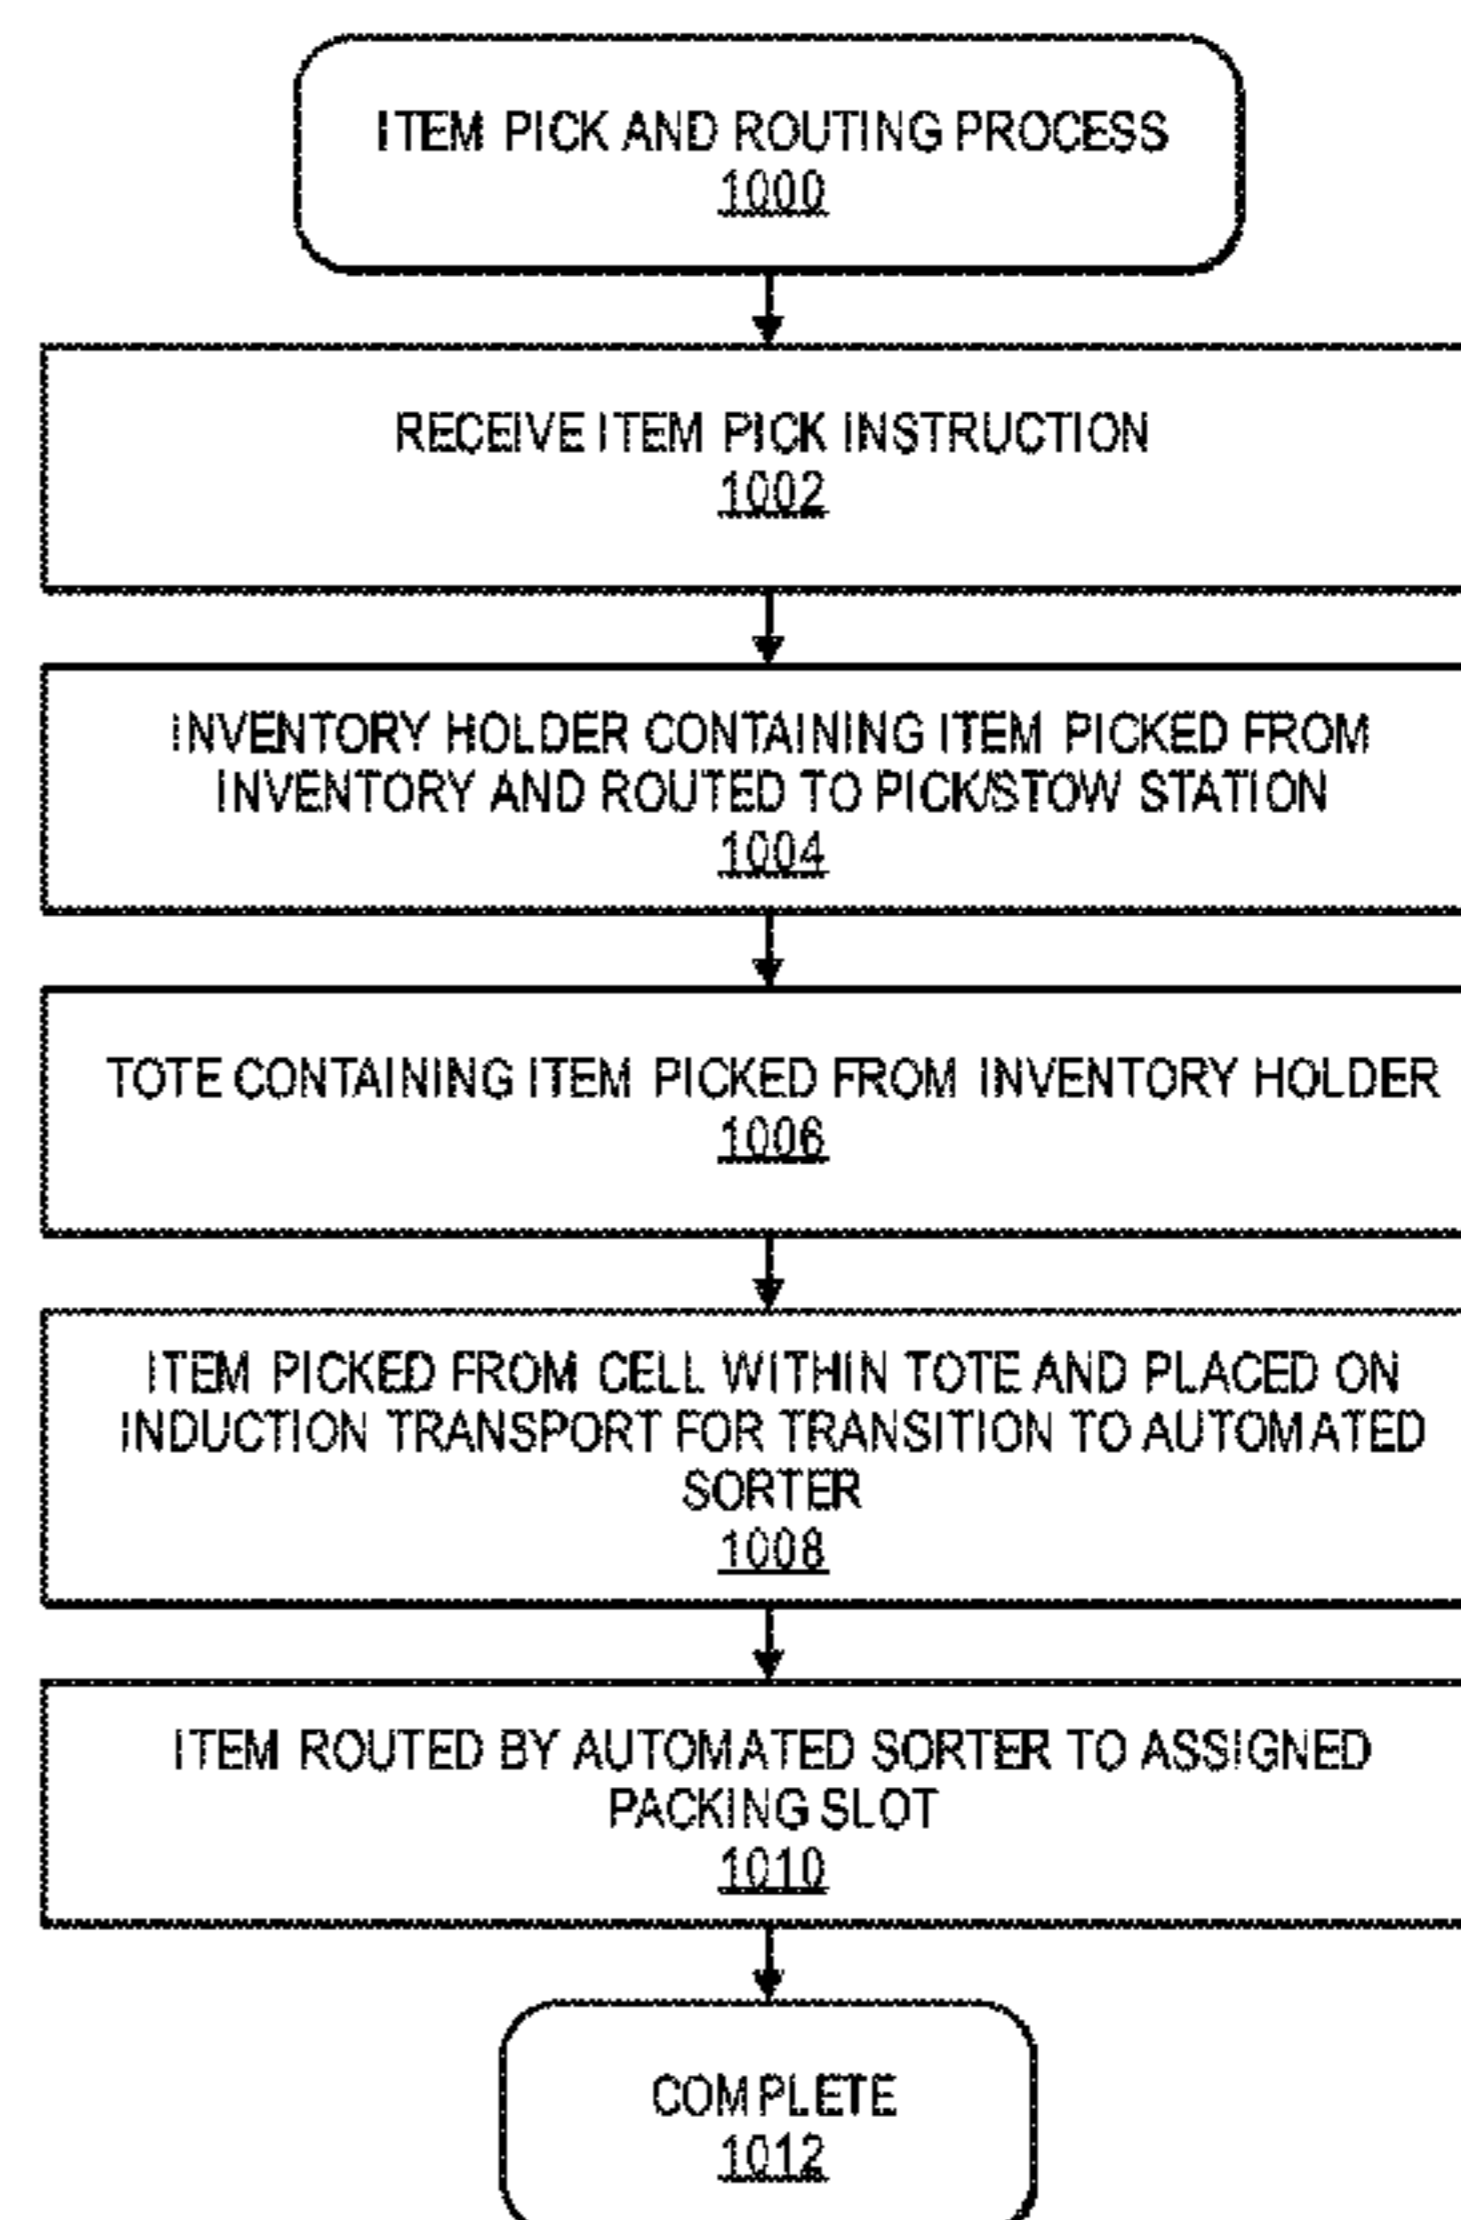 ITEM PICK AND ROUTING PROCESS
1000
RECEIVE ITEM PICK INSTRUCTION
1002
INVENTORY HOLDER CONTAINING ITEM PICKED FROM
INVENTORY AND ROUTED TO PICK/STOW STATION
1004
TOTE CONTAINING ITEM PICKED FROM INVENTORY HOLDER
1006
ITEM PICKED FROM CELL WITHIN TOTE AND PLACED ON
INDUCTION TRANSPORT FOR TRANSITION TO AUTOMATED
SORTER
1008
ITEM ROUTED BY AUTOMATED SORTER TO ASSIGNED
PACKING SLOT
1010
COMPLETE
1012